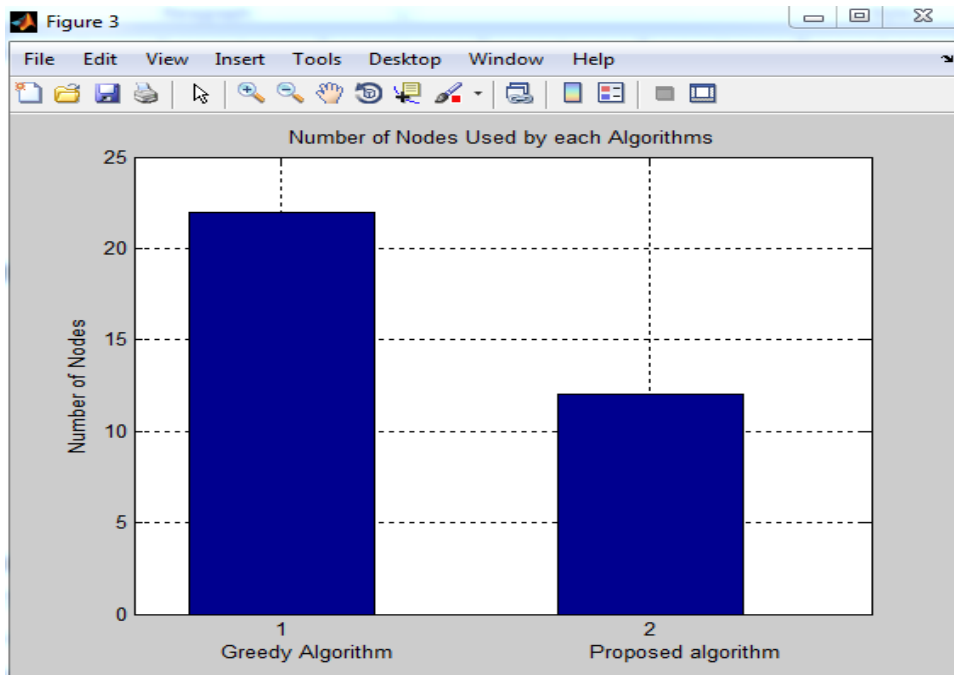 Figure 3
File Edit View Insert Tools Desktop Window Help
Number of Nodes Used by each Algorithms
25
20
15
10
5
0
Number of Nodes
1 2
Greedy Algorithm Proposed algorithm